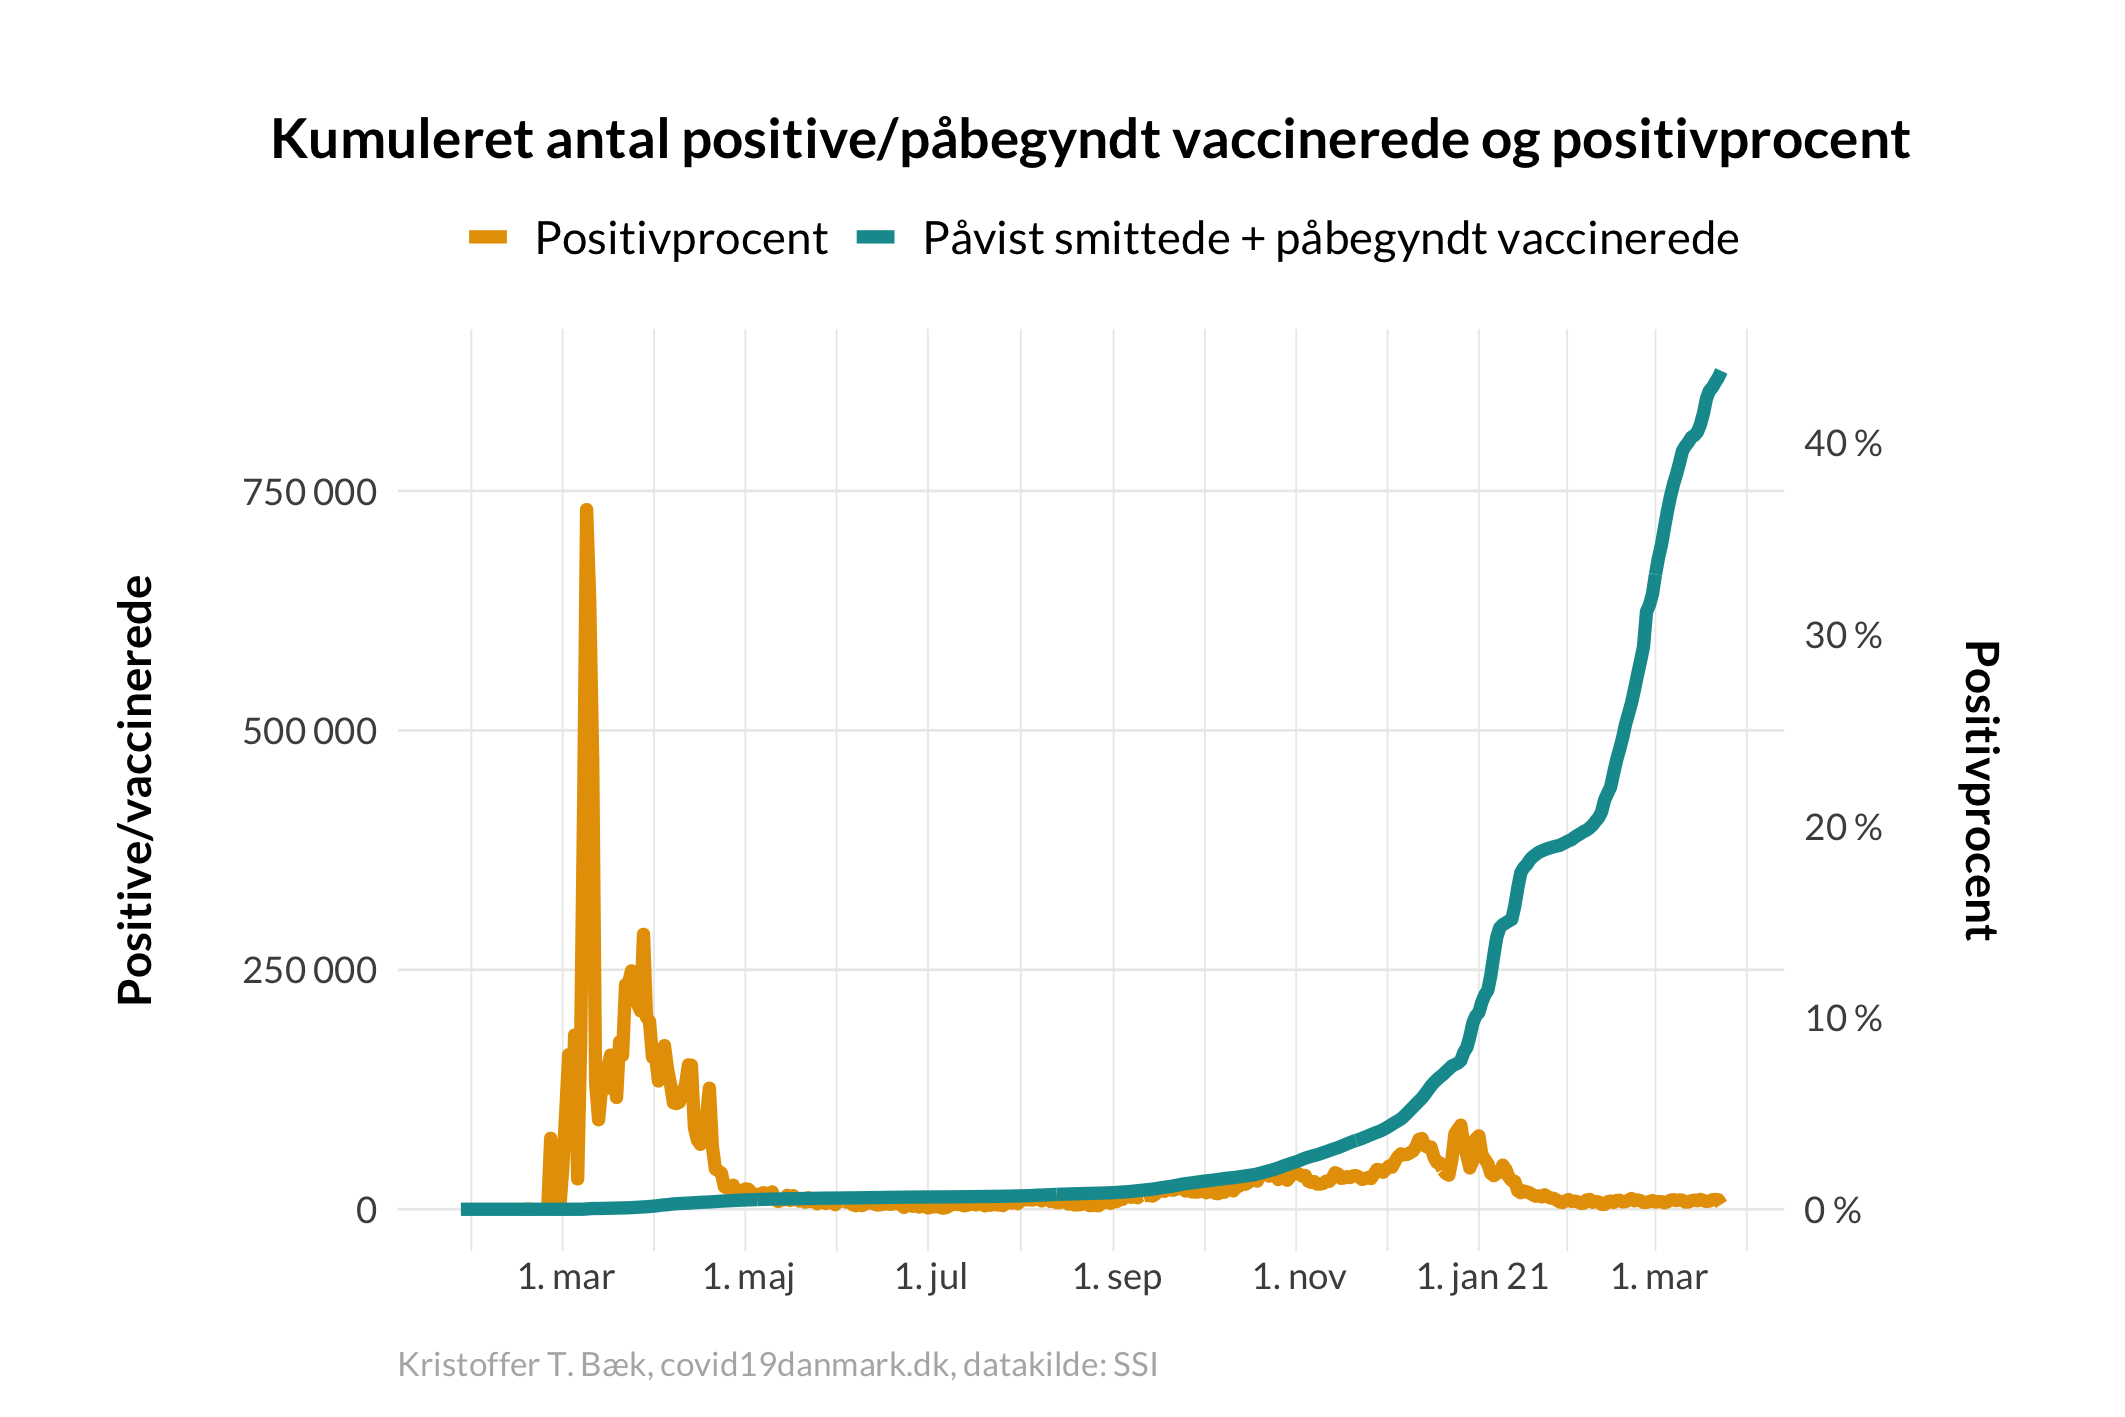 Kumuleret antal positive/påbegyndt vaccinerede og positivprocent
Positivprocent
Påvist smittede + påbegyndt vaccinerede
Positive/vaccinerede
750 000
500 000
250 000
0
40 %
30 %
20 %
10 %
0 %
Positivprocent
1. mar
1. maj
1. jul
1. sep
1. nov
1. jan 21
1. mar
Kristoffer T. Bæk, covid19danmark.dk, datakilde: SSI